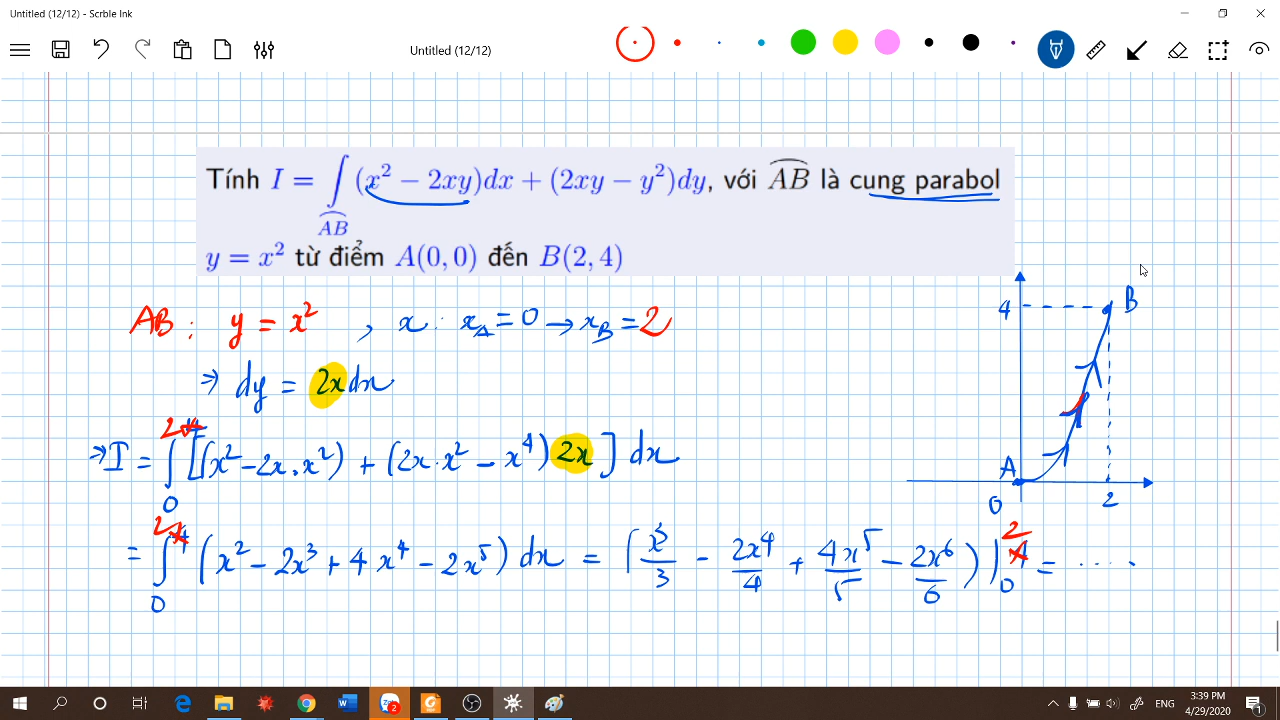 Untitled (12/12) - Scrble Ink
Untitled (12/12)
Tính I = ∫_{AB} (x² − 2xy)dx + (2xy − y²)dy, với AB là cung parabol
y = x² từ điểm A(0, 0) đến B(2, 4)
AB : y = x² , x : x_A = 0 → x_B = 2
⇒ dy = 2x dx
⇒ I = ∫_0^2 [(x² − 2x.x²) + (2x.x² − x⁴) 2x] dx
= ∫_0^2 (x² − 2x³ + 4x⁴ − 2x⁵) dx = (x³/3 − 2x⁴/4 + 4x⁵/5 − 2x⁶/6) |_0^2 = .....
4 B
A
0 2
2
ENG
3:39 PM
4/29/2020
1